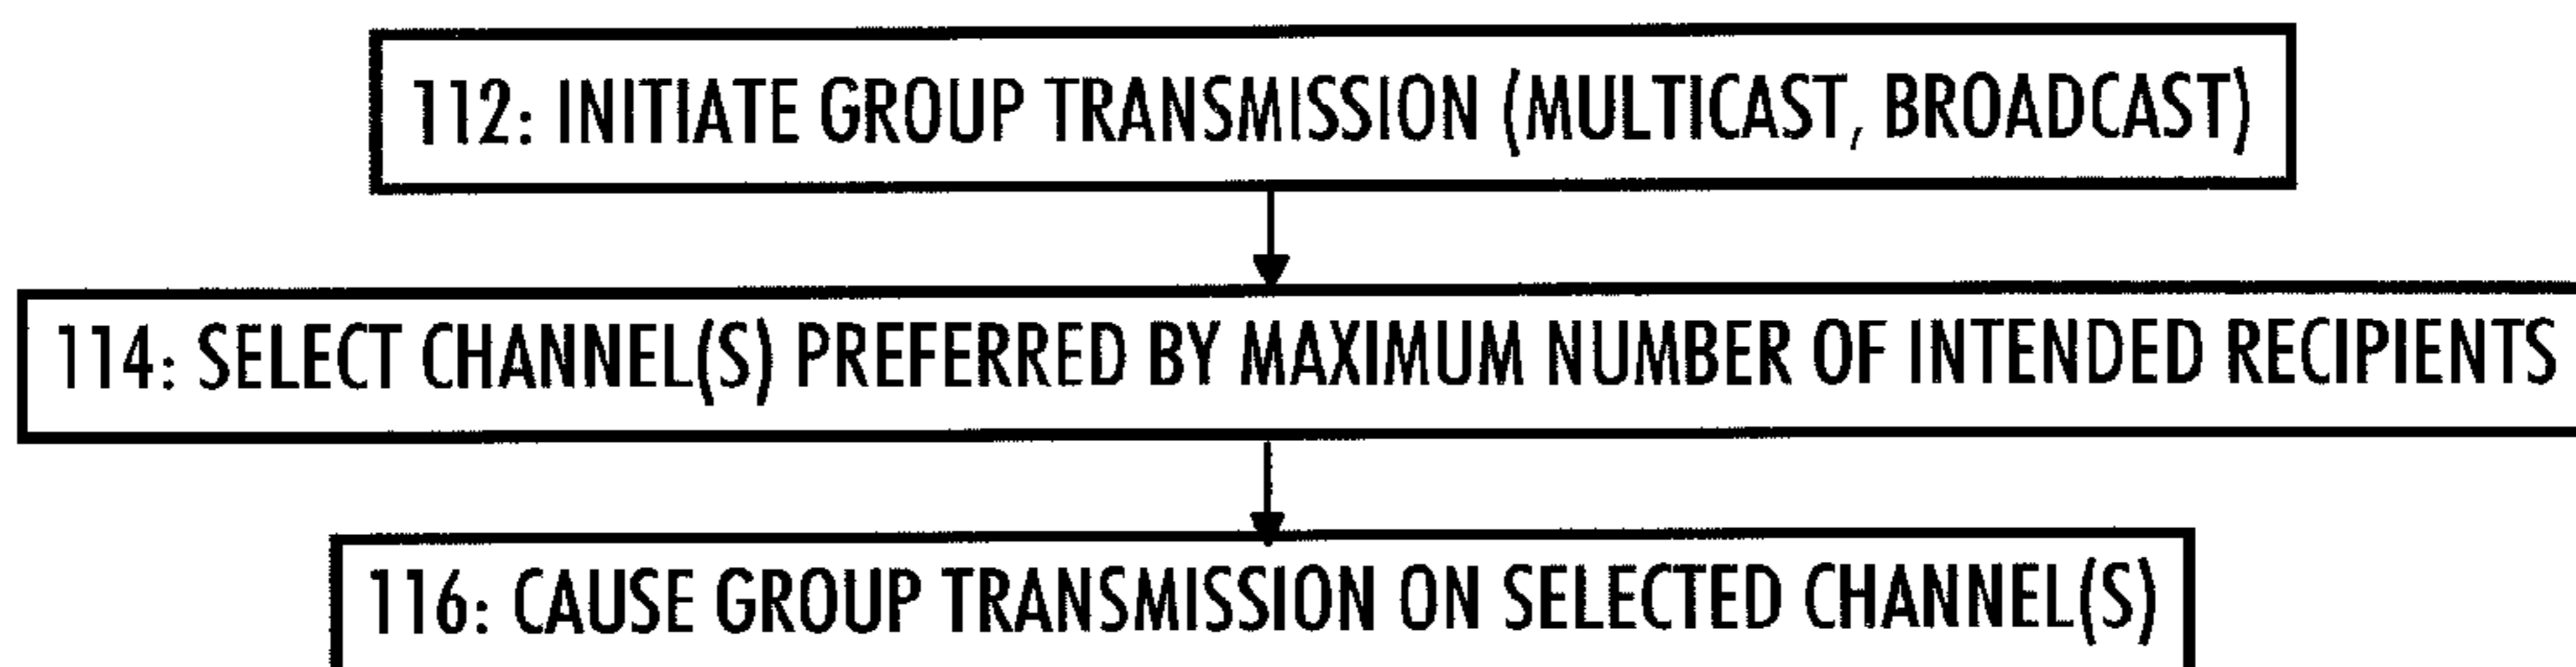 112: INITIATE GROUP TRANSMISSION (MULTICAST, BROADCAST)
114: SELECT CHANNEL(S) PREFERRED BY MAXIMUM NUMBER OF INTENDED RECIPIENTS
116: CAUSE GROUP TRANSMISSION ON SELECTED CHANNEL(S)